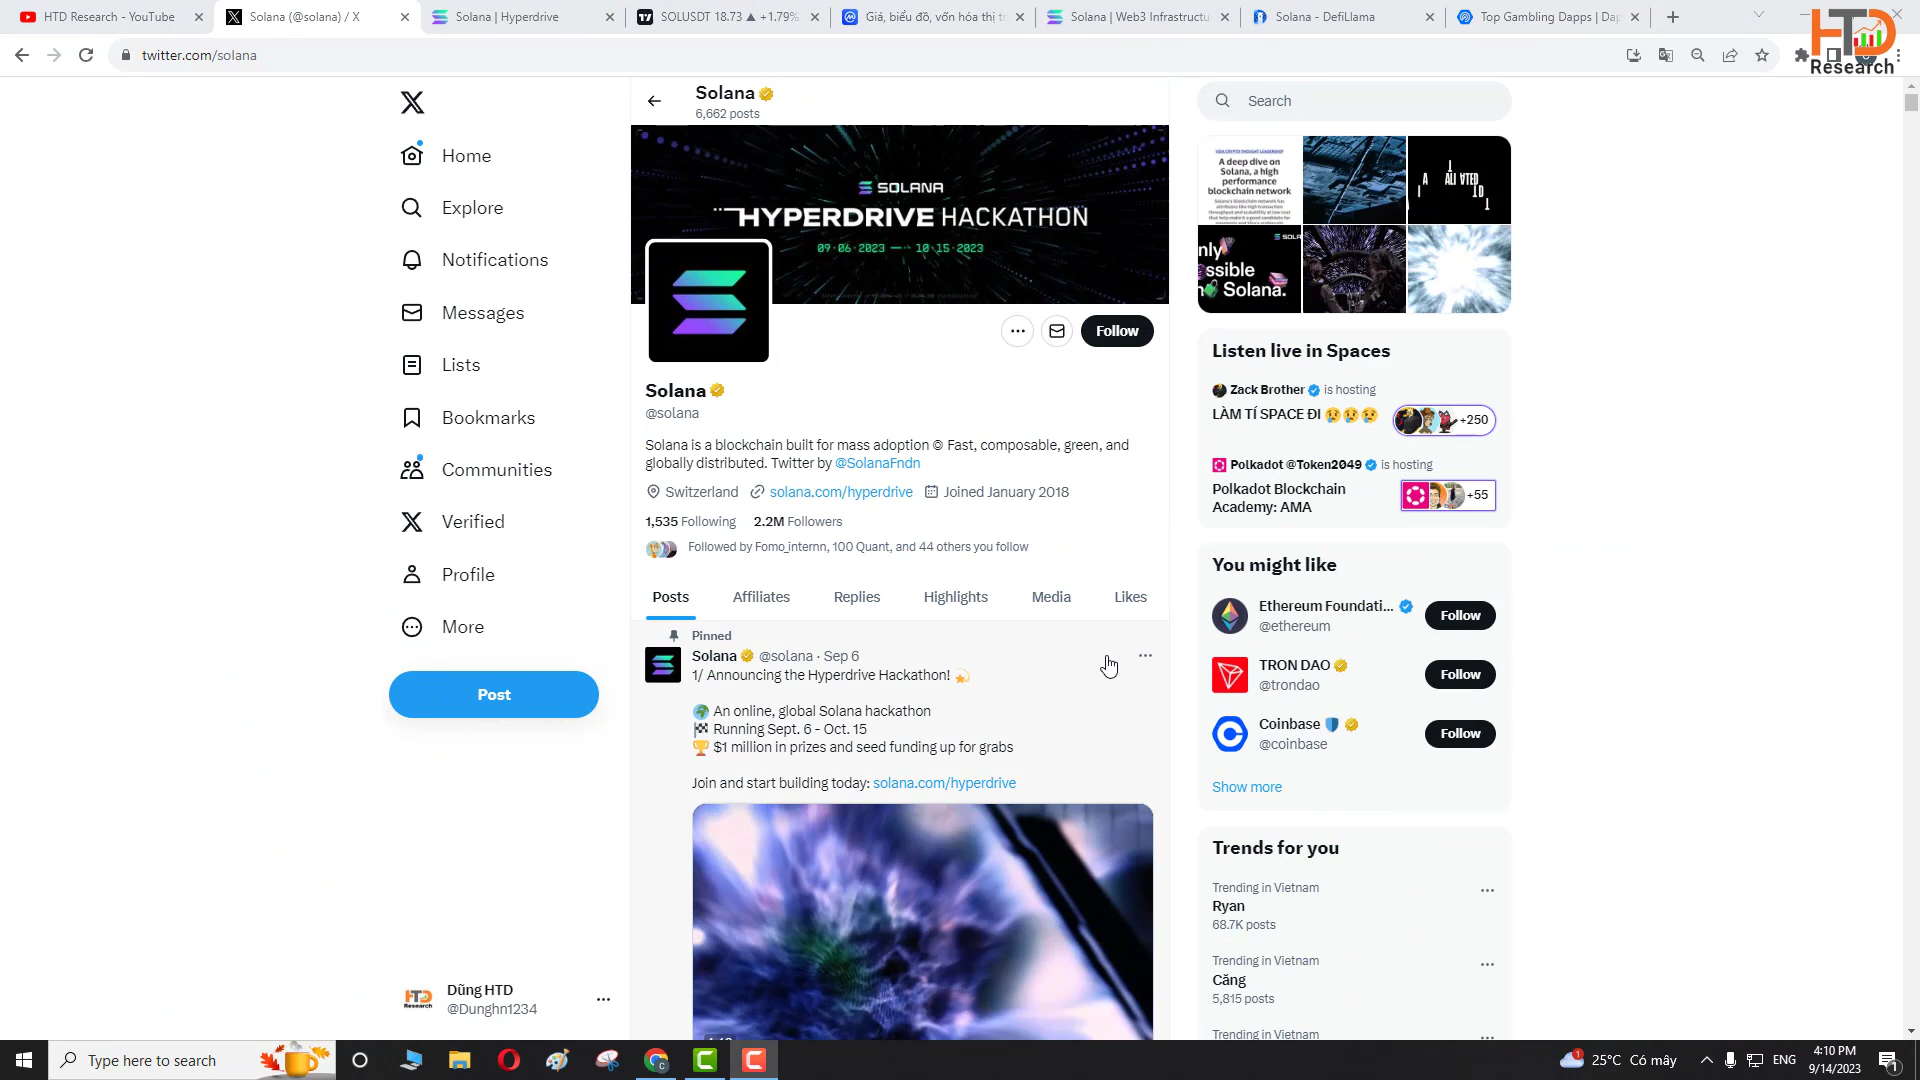 HTD Research - YouTube
Solana (@solana) / X
Solana | Hyperdrive
SOLUSDT 18.73 ▲ +1.79%
Giá, biểu đồ, vốn hóa thị tr
Solana | Web3 Infrastructu
Solana - DefiLlama
Top Gambling Dapps | Dap
twitter.com/solana
HTD
Research
Solana
6,662 posts
Search
Home
Explore
Notifications
Messages
Lists
Bookmarks
Communities
Verified
Profile
More
Post
Dũng HTD
@Dunghn1234
SOLANA
HYPERDRIVE HACKATHON
09·06·2023 — 10·15·2023
Follow
Solana
@solana
Solana is a blockchain built for mass adoption © Fast, composable, green, and
globally distributed. Twitter by @SolanaFndn
Switzerland solana.com/hyperdrive Joined January 2018
1,535 Following 2.2M Followers
Followed by Fomo_internn, 100 Quant, and 44 others you follow
Posts Affiliates Replies Highlights Media Likes
Pinned
Solana @solana · Sep 6
1/ Announcing the Hyperdrive Hackathon! 💫
🌍 An online, global Solana hackathon
🏁 Running Sept. 6 - Oct. 15
🏆 $1 million in prizes and seed funding up for grabs
Join and start building today: solana.com/hyperdrive
A deep dive on
Solana, a high
performance
blockchain network
nly
ssible
Solana.
Listen live in Spaces
Zack Brother is hosting
LÀM TÍ SPACE ĐI 😢😢😢
+250
Polkadot @Token2049 is hosting
Polkadot Blockchain
Academy: AMA
+55
You might like
Ethereum Foundati...
@ethereum
Follow
TRON DAO
@trondao
Follow
Coinbase
@coinbase
Follow
Show more
Trends for you
Trending in Vietnam
Ryan
68.7K posts
Trending in Vietnam
Căng
5,815 posts
Trending in Vietnam
Type here to search
25°C Có mây
ENG
4:10 PM
9/14/2023